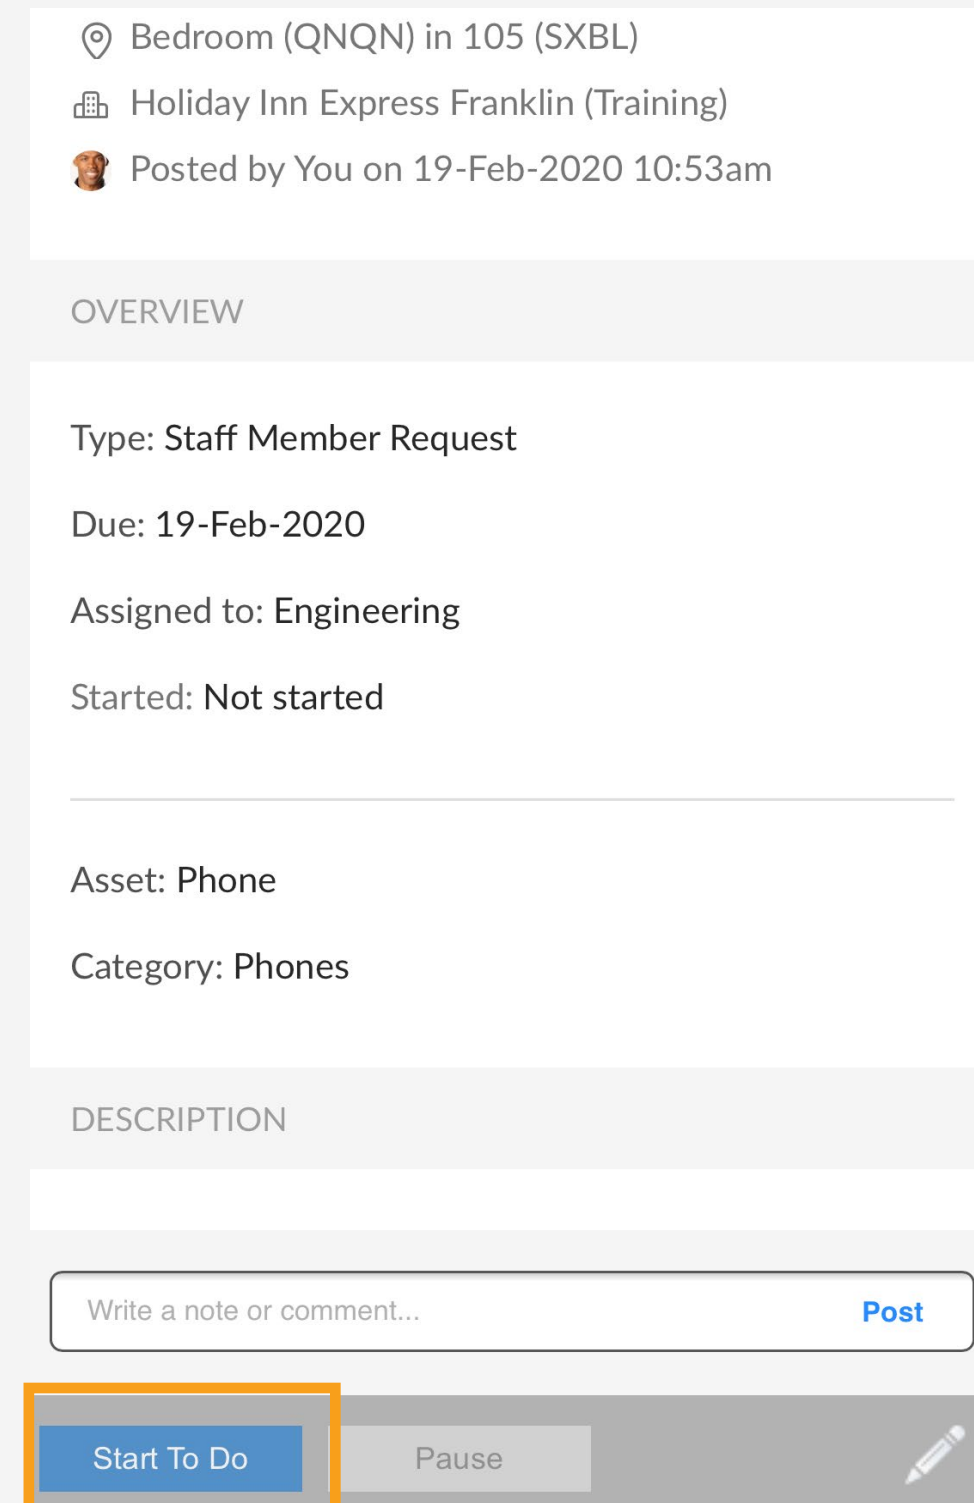 Bedroom (QNQN) in 105 (SXBL)
Holiday Inn Express Franklin (Training)
Posted by You on 19-Feb-2020 10:53am
OVERVIEW
Type: Staff Member Request
Due: 19-Feb-2020
Assigned to: Engineering
Started: Not started
Asset: Phone
Category: Phones
DESCRIPTION
Write a note or comment... Post
Start To Do Pause